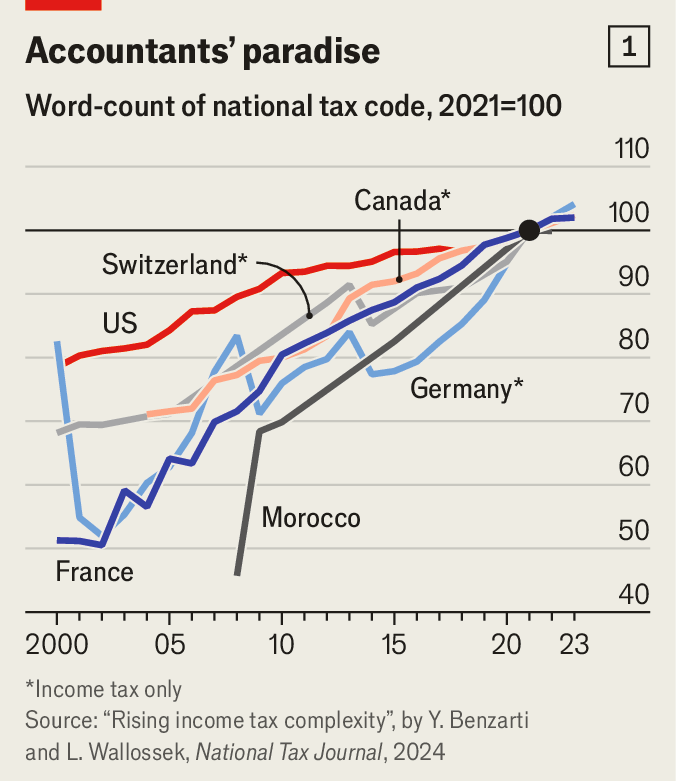 Accountants’ paradise
1
Word-count of national tax code, 2021=100
110
Canada*
100
Switzerland*
90
US
80
Germany*
70
60
Morocco
50
France
40
2000 05 10 15 20 23
*Income tax only
Source: “Rising income tax complexity”, by Y. Benzarti
and L. Wallossek, National Tax Journal, 2024